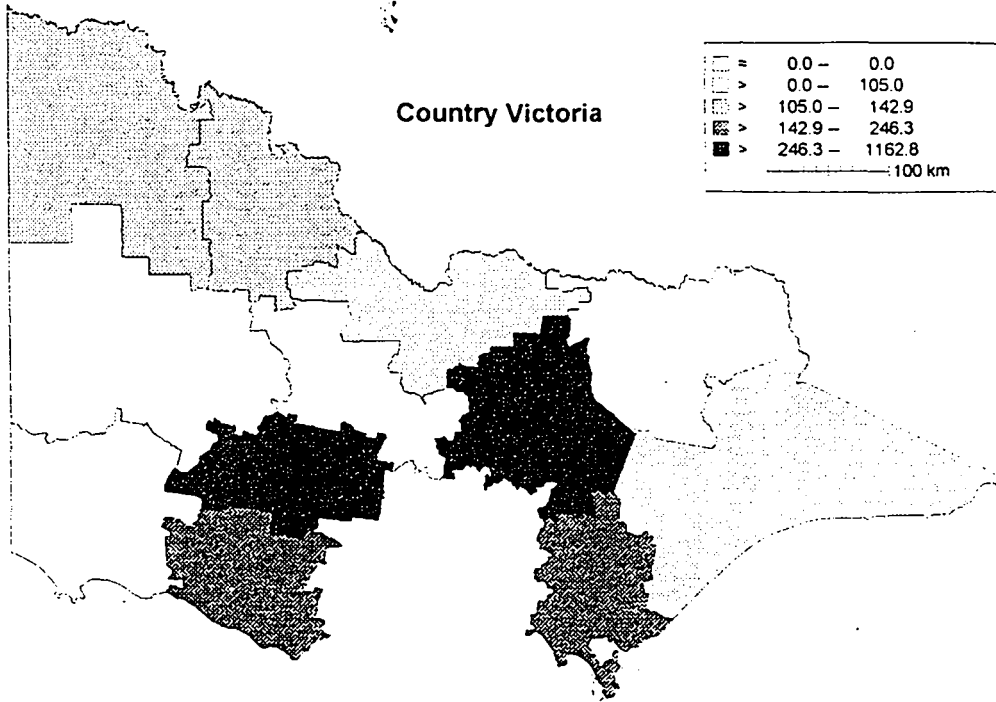 Country Victoria
= 0.0 – 0.0
> 0.0 – 105.0
> 105.0 – 142.9
> 142.9 – 246.3
> 246.3 – 1162.8
100 km